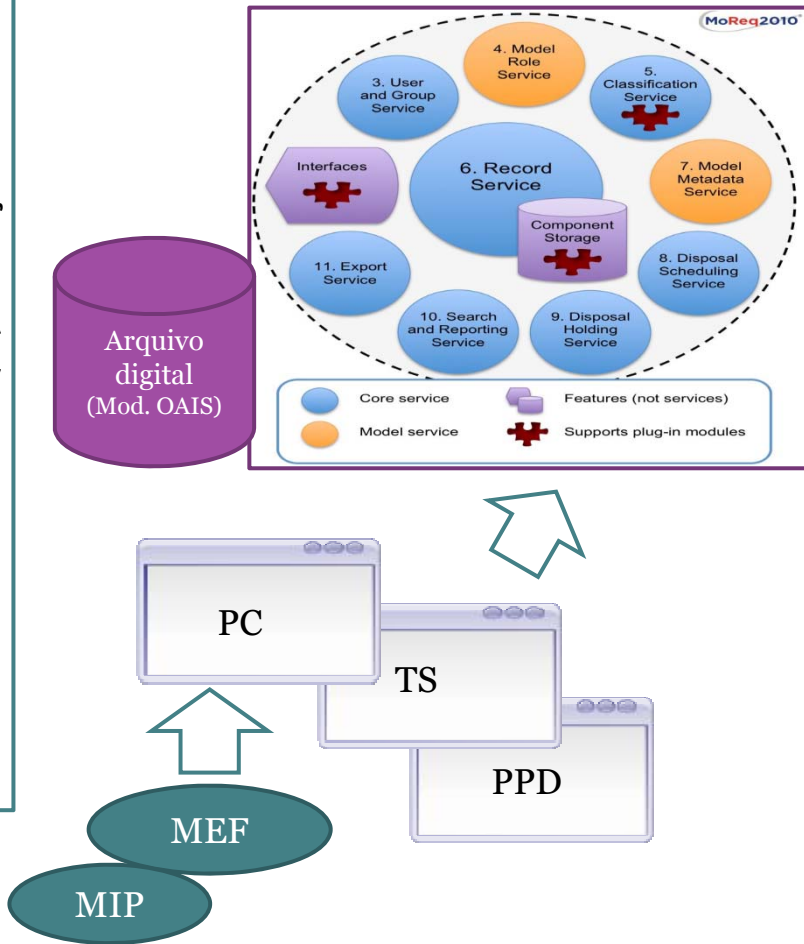 MoReq2010®
4. Model
Role
Service
3. User
and Group
Service
5.
Classification
Service
Interfaces
6. Record
Service
7. Model
Metadata
Service
Component
Storage
11. Export
Service
8. Disposal
Scheduling
Service
10. Search
and Reporting
Service
9. Disposal
Holding
Service
Core service
Features (not services)
Model service
Supports plug-in modules
Arquivo
digital
(Mod. OAIS)
PC
TS
PPD
MEF
MIP